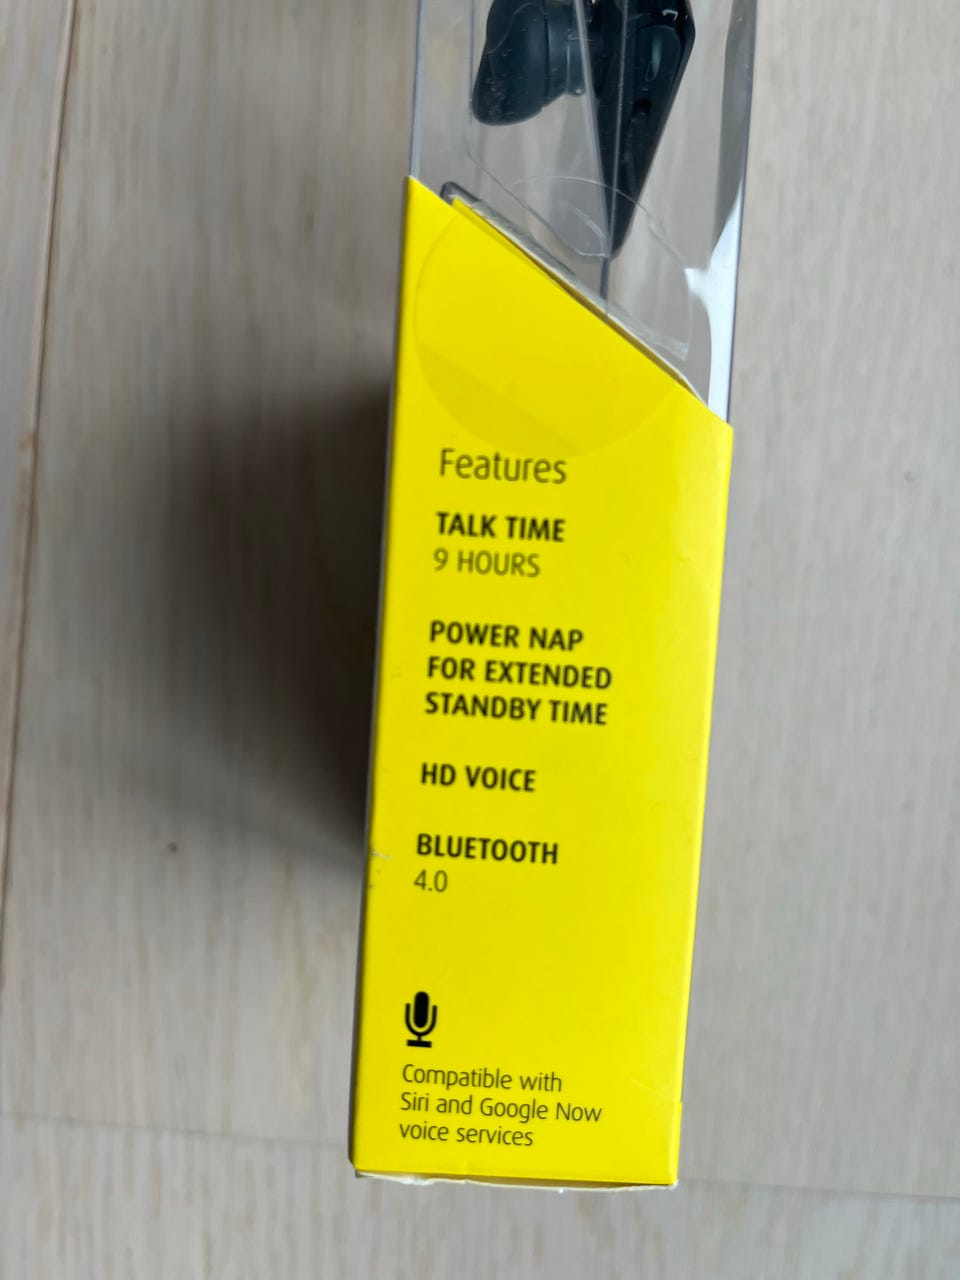 Features
TALK TIME
9 HOURS
POWER NAP
FOR EXTENDED
STANDBY TIME
HD VOICE
BLUETOOTH
4.0
Compatible with
Siri and Google Now
voice services